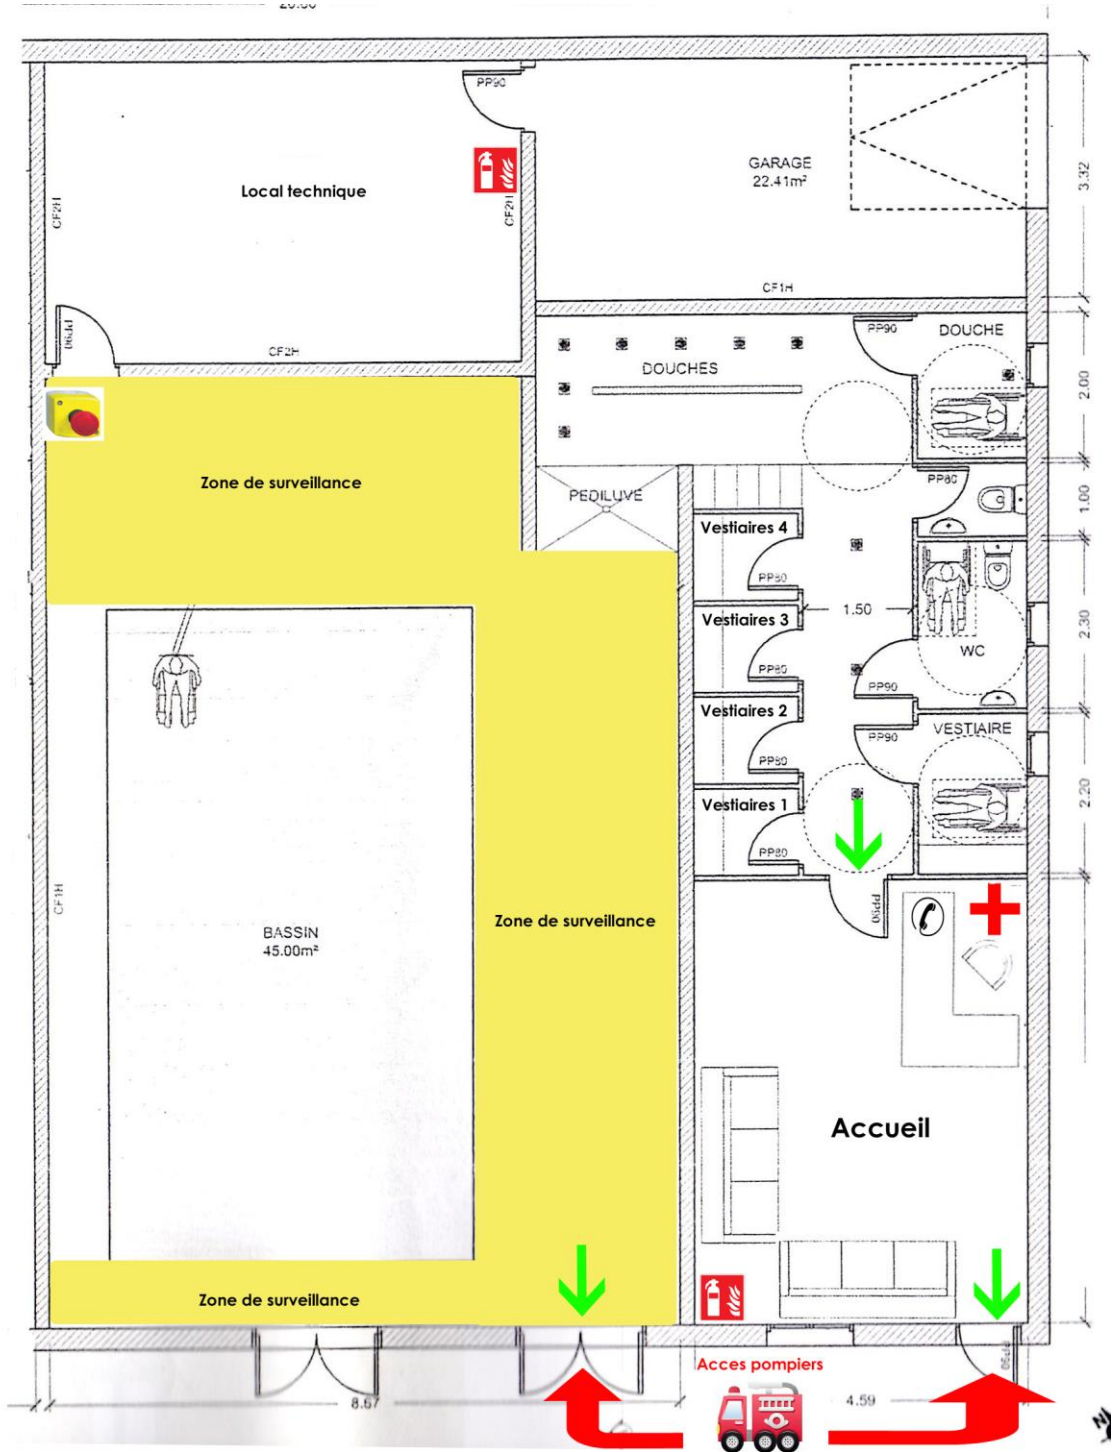 20.50
PP90
Local technique
GARAGE
22.41m²
3.32
CF2H
CF2H
CF1H
PP90
CF2H
PP90
DOUCHE
DOUCHES
2.00
Zone de surveillance
PEDILUVE
PP80
1.00
Vestiaires 4
PP80
Vestiaires 3
1.50
PP80
WC
2.30
PP90
Vestiaires 2
PP80
PP90
VESTIAIRE
2.20
Vestiaires 1
PP80
CF1H
PP90
BASSIN
45.00m²
Zone de surveillance
Accueil
Zone de surveillance
PP90
Acces pompiers
8.67
4.59
N